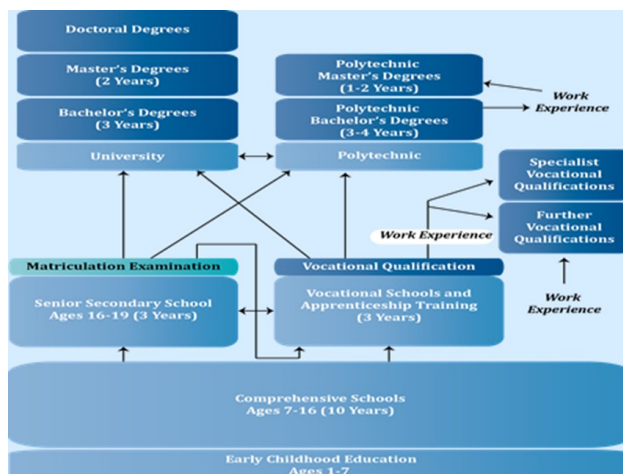 Doctoral Degrees
Master's Degrees
(2 Years)
Bachelor's Degrees
(3 Years)
University
Polytechnic
Master's Degrees
(1-2 Years)
Polytechnic
Bachelor's Degrees
(3-4 Years)
Polytechnic
Work
Experience
Specialist
Vocational
Qualifications
Further
Vocational
Qualifications
Work Experience
Work
Experience
Matriculation Examination
Senior Secondary School
Ages 16-19 (3 Years)
Vocational Qualification
Vocational Schools and
Apprenticeship Training
(3 Years)
Comprehensive Schools
Ages 7-16 (10 Years)
Early Childhood Education
Ages 1-7